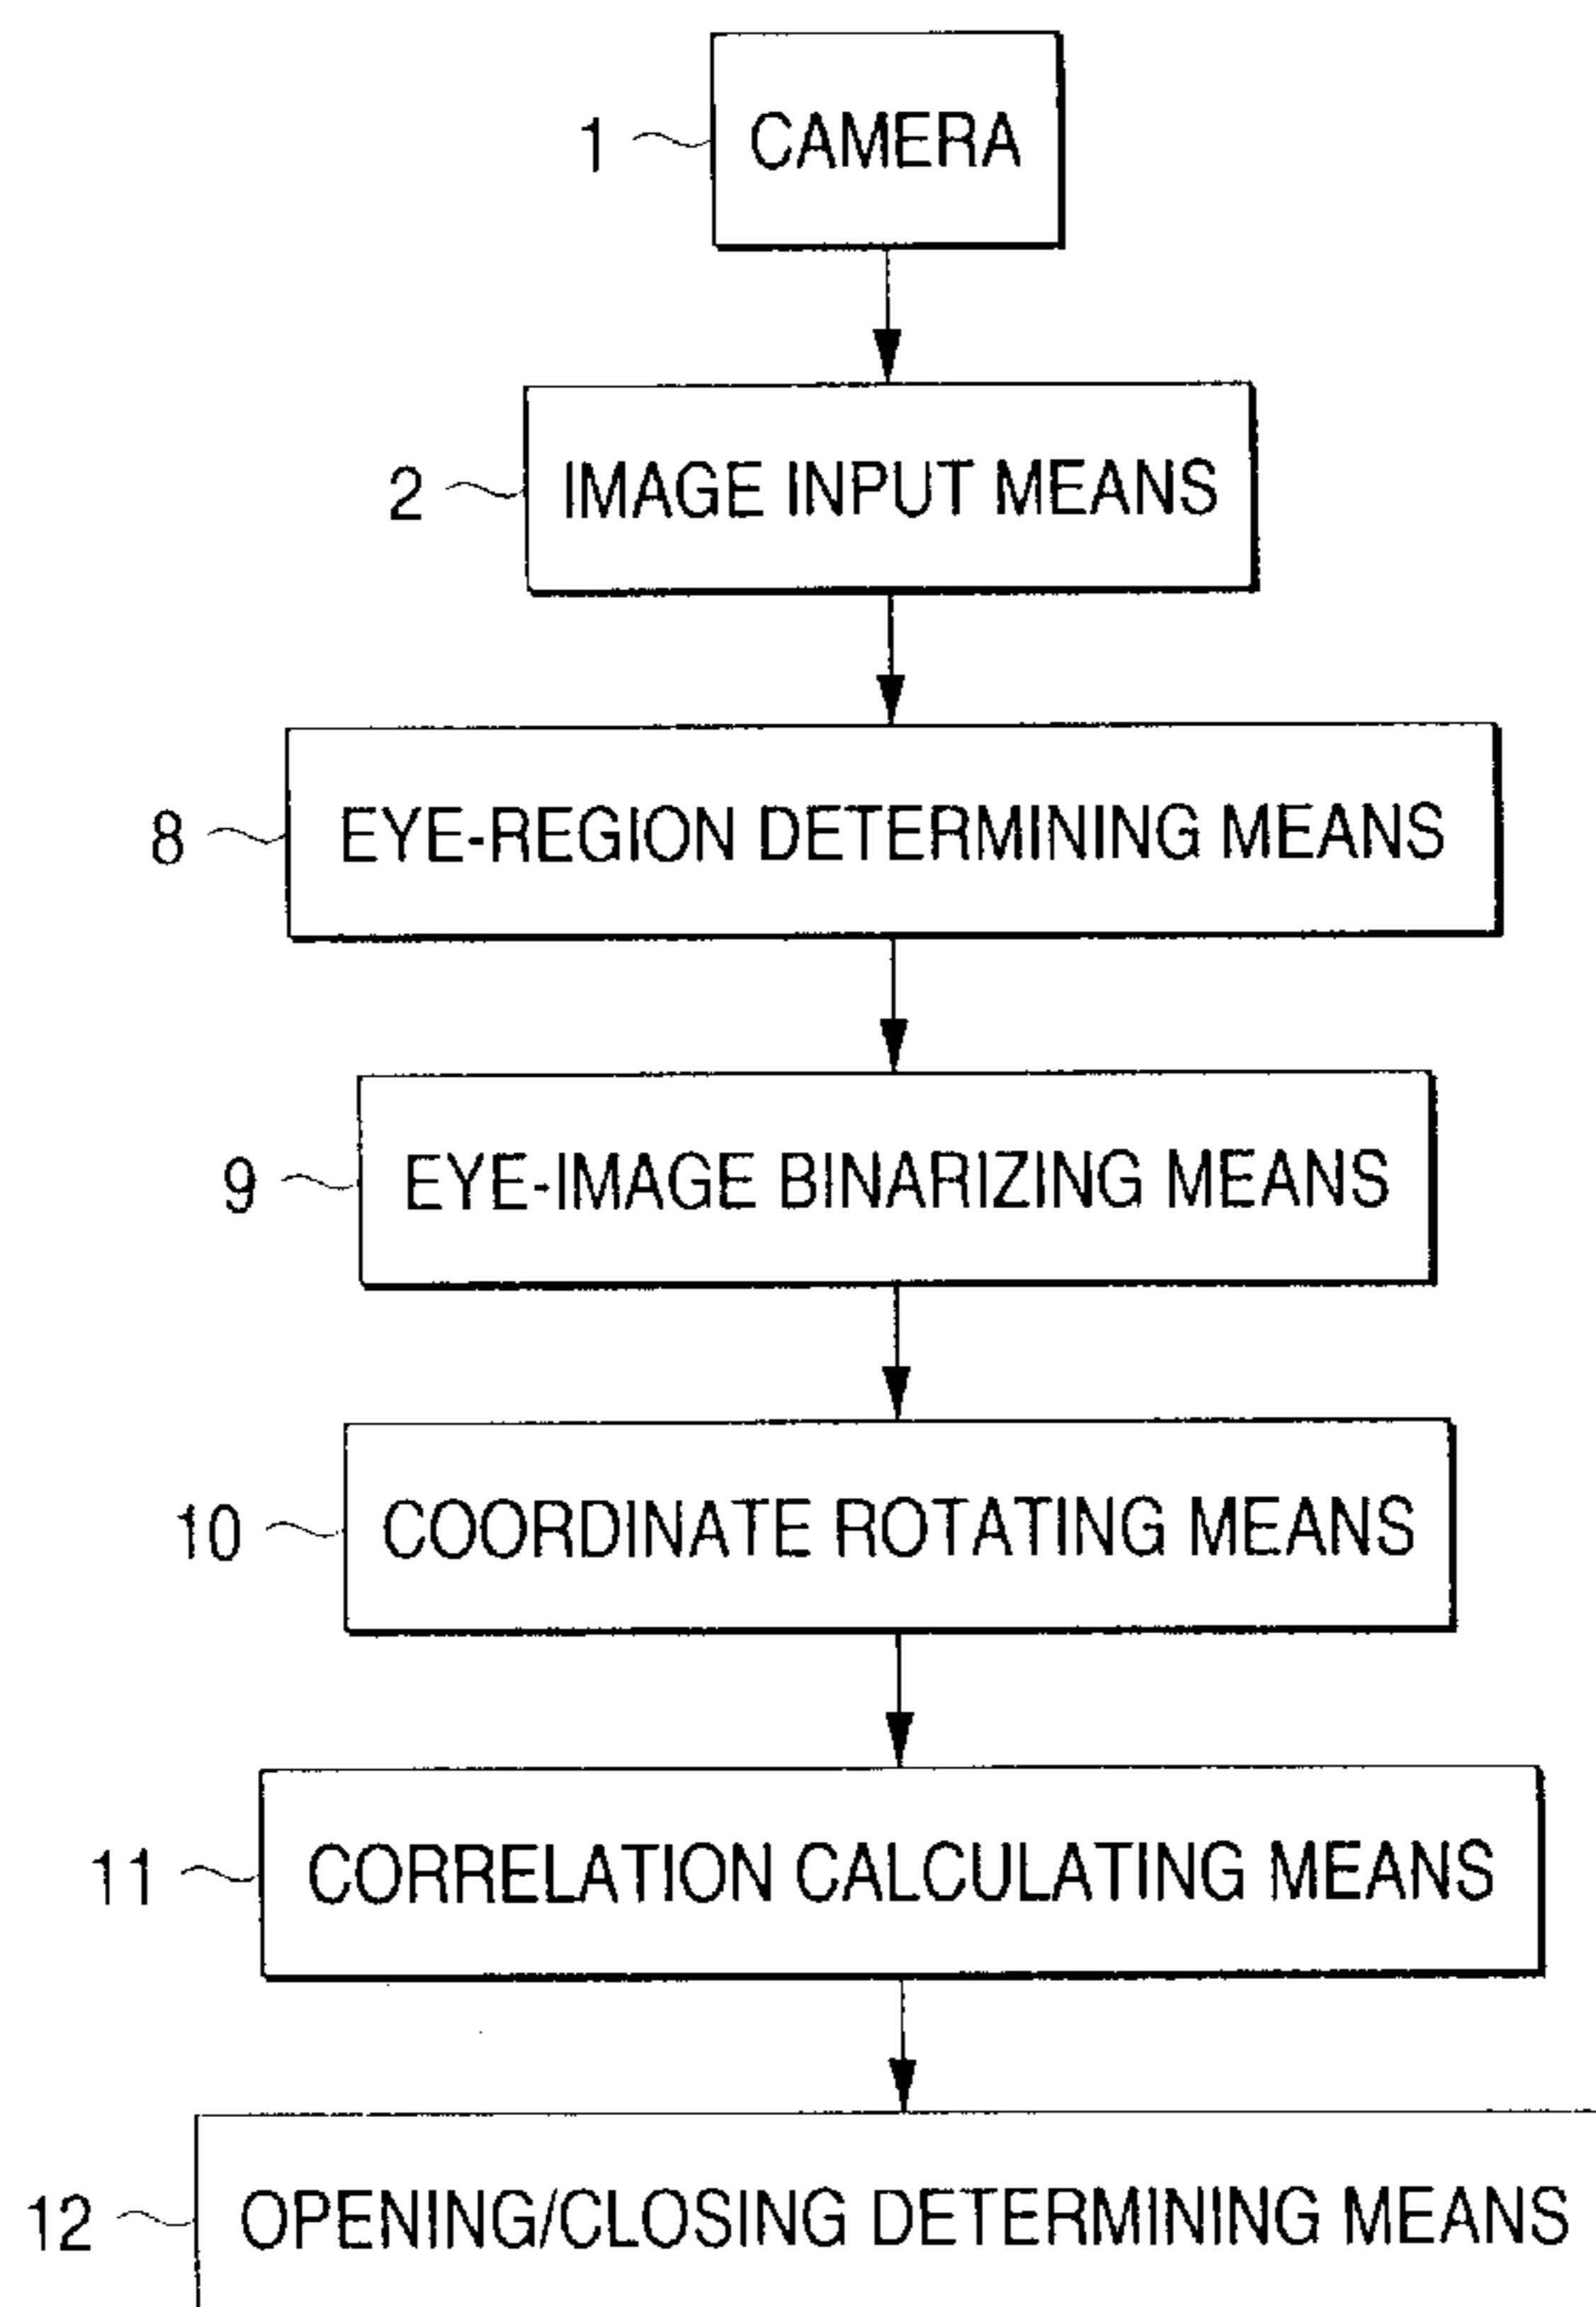 1 CAMERA
2 IMAGE INPUT MEANS
8 EYE-REGION DETERMINING MEANS
9 EYE-IMAGE BINARIZING MEANS
10 COORDINATE ROTATING MEANS
11 CORRELATION CALCULATING MEANS
12 OPENING/CLOSING DETERMINING MEANS